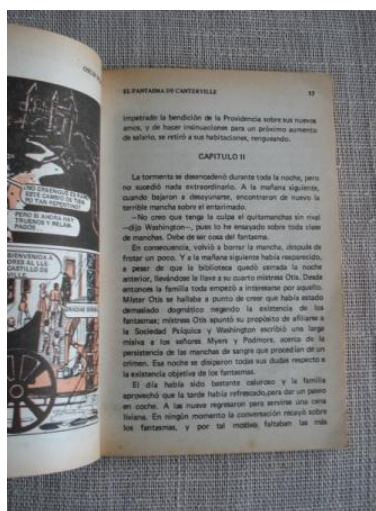 ¿NO
ESTE CAMBIO DE TIEM
PO TAN REPENTINO?
PERO SI AHORA HAY
TRUENOS Y RELAM
PAGOS
BIENVENIDA A
CASTILLO DE
EL FANTASMA DE CANTERVILLE
impetrado la bendición de la Providencia sobre sus nuevos
amos, y de hacer insinuaciones para un próximo aumento
de salario, se retiró a sus habitaciones, renqueando.
CAPITULO II
La tormenta se desencadenó durante toda la noche, pero
no sucedió nada extraordinario. A la mañana siguiente,
cuando bajaron a desayunarse, encontraron de nuevo la
terrible mancha sobre el entarimado.
—No creo que tenga la culpa el quitamanchas sin rival
—dijo Washington—, pues lo he ensayado sobre toda clase
de manchas. Debe de ser cosa del fantasma.
En consecuencia, volvió a borrar la mancha, después de
frotar un poco. Y a la mañana siguiente había reaparecido,
a pesar de que la biblioteca quedó cerrada la noche
anterior, llevándose la llave a su cuarto mistress Otis. Desde
entonces la familia toda empezó a interesarse por aquello.
Míster Otis se hallaba a punto de creer que había estado
demasiado dogmático negando la existencia de los
fantasmas; mistress Otis apuntó su propósito de afiliarse a
la Sociedad Psíquica y Washington escribió una larga
misiva a los señores Myers y Podmore, acerca de la
persistencia de las manchas de sangre que procedían de un
crimen. Esa noche se disiparon todas sus dudas respecto a
la existencia objetiva de los fantasmas.
El día había sido bastante caluroso y la familia
aprovechó que la tarde había refrescado, para dar un paseo
en coche. A las nueve regresaron para servirse una cena
liviana. En ningún momento la conversación recayó sobre
los fantasmas, y por tal motivo faltaban las más